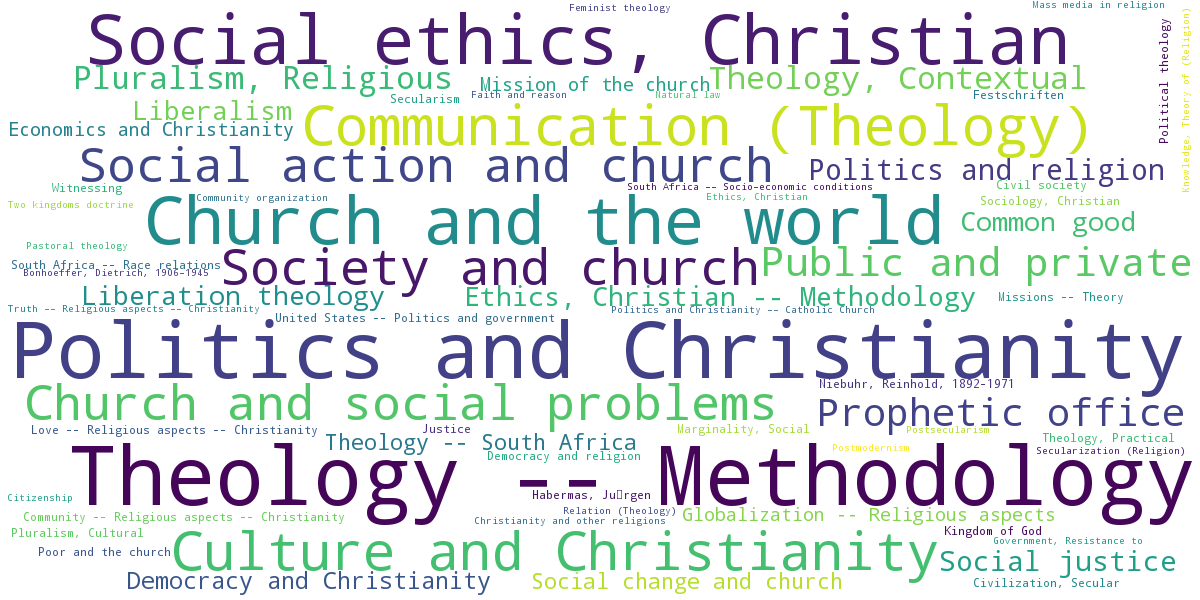 Feminist theology
Mass media in religion
Social ethics, Christian
Political theology
Knowledge, Theory of (Religion)
Pluralism, Religious
Mission of the church
Theology, Contextual
Secularism
Faith and reason
Natural law
Festschriften
Liberalism
Communication (Theology)
Economics and Christianity
Social action and church
Politics and religion
Witnessing
Community organization
South Africa -- Socio-economic conditions
Civil society
Two kingdoms doctrine
Ethics, Christian
Sociology, Christian
Church and the world
Common good
Pastoral theology
South Africa -- Race relations
Bonhoeffer, Dietrich, 1906-1945
Society and church
Public and private
Liberation theology
Ethics, Christian -- Methodology
Missions -- Theory
Truth -- Religious aspects -- Christianity
United States -- Politics and government
Politics and Christianity -- Catholic Church
Politics and Christianity
Niebuhr, Reinhold, 1892-1971
Church and social problems
Prophetic office
Love -- Religious aspects -- Christianity
Justice
Marginality, Social
Postsecularism
Theology -- South Africa
Theology, Practical
Postmodernism
Secularization (Religion)
Democracy and religion
Theology -- Methodology
Citizenship
Habermas, Ju�rgen
Relation (Theology)
Community -- Religious aspects -- Christianity
Christianity and other religions
Globalization -- Religious aspects
Pluralism, Cultural
Kingdom of God
Government, Resistance to
Poor and the church
Culture and Christianity
Social justice
Democracy and Christianity
Social change and church
Civilization, Secular